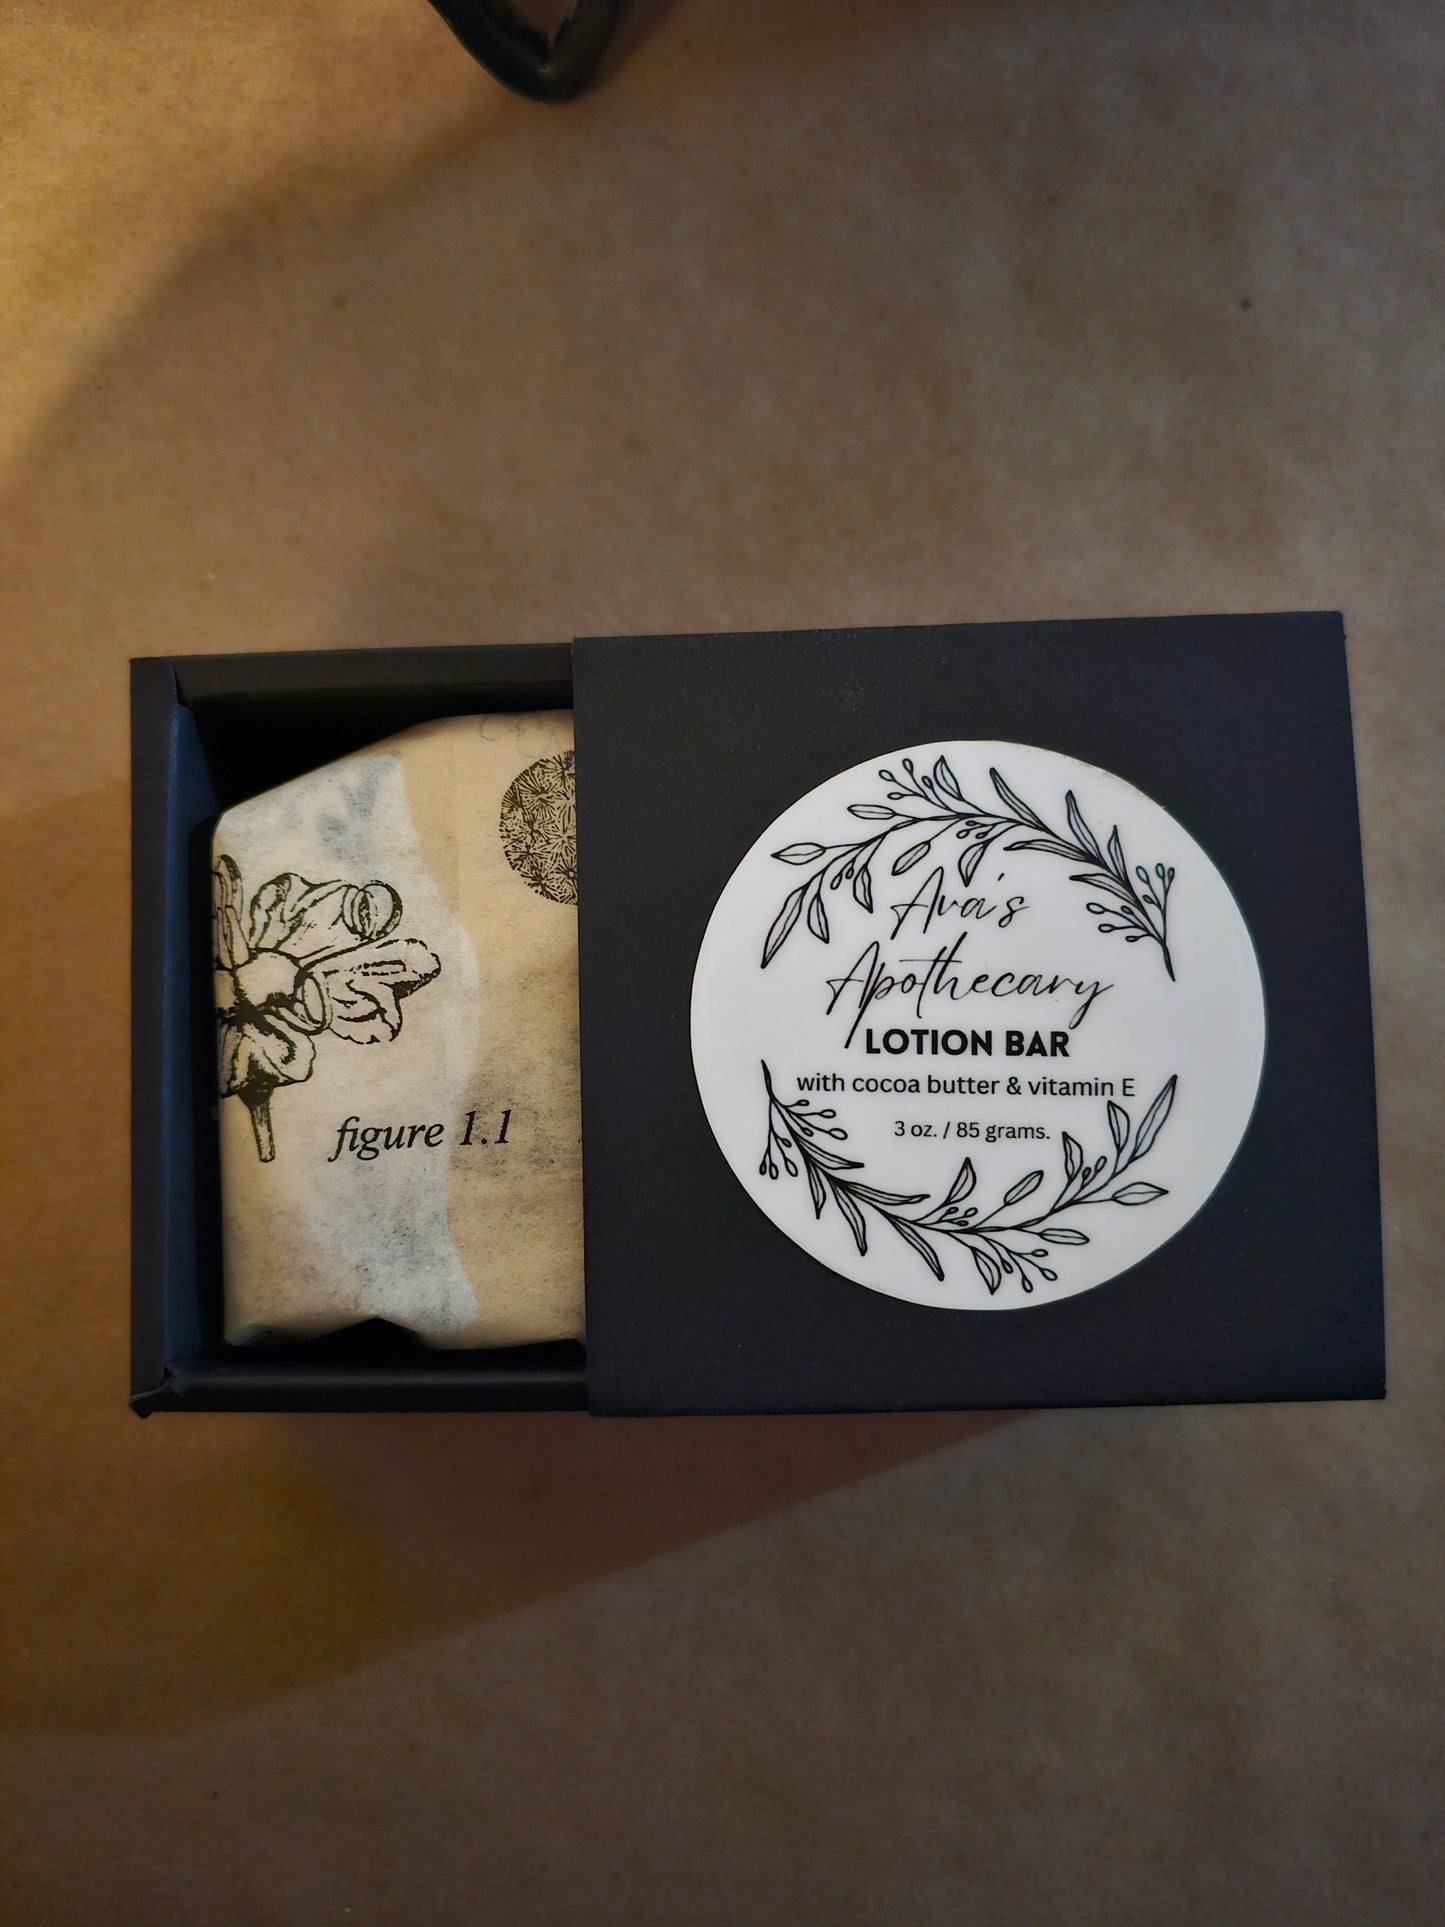 figure 1.1
Ava's
Apothecary
LOTION BAR
with cocoa butter & vitamin E
3 oz. / 85 grams.